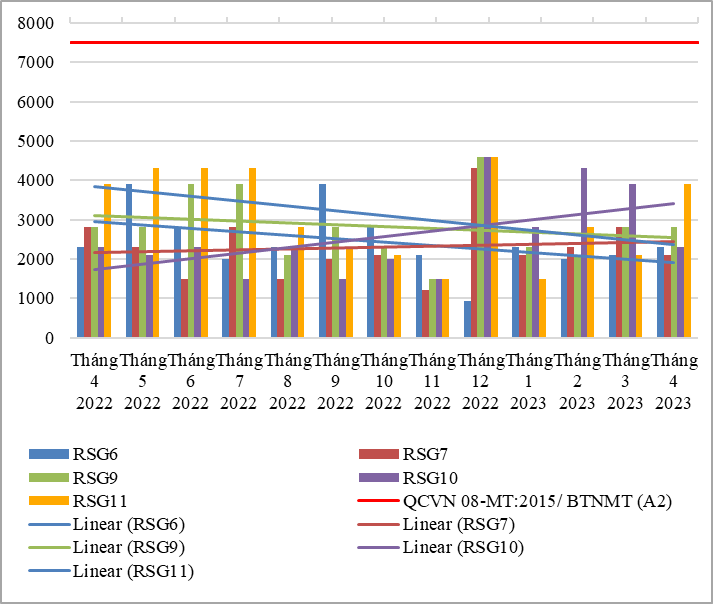 8000
7000
6000
5000
4000
3000
2000
1000
0
Tháng Tháng Tháng Tháng Tháng Tháng Tháng Tháng Tháng Tháng Tháng Tháng Tháng
4 5 6 7 8 9 10 11 12 1 2 3 4
2022 2022 2022 2022 2022 2022 2022 2022 2022 2023 2023 2023 2023
RSG6 RSG7
RSG9 RSG10
RSG11 QCVN 08-MT:2015/ BTNMT (A2)
Linear (RSG6) Linear (RSG7)
Linear (RSG9) Linear (RSG10)
Linear (RSG11)